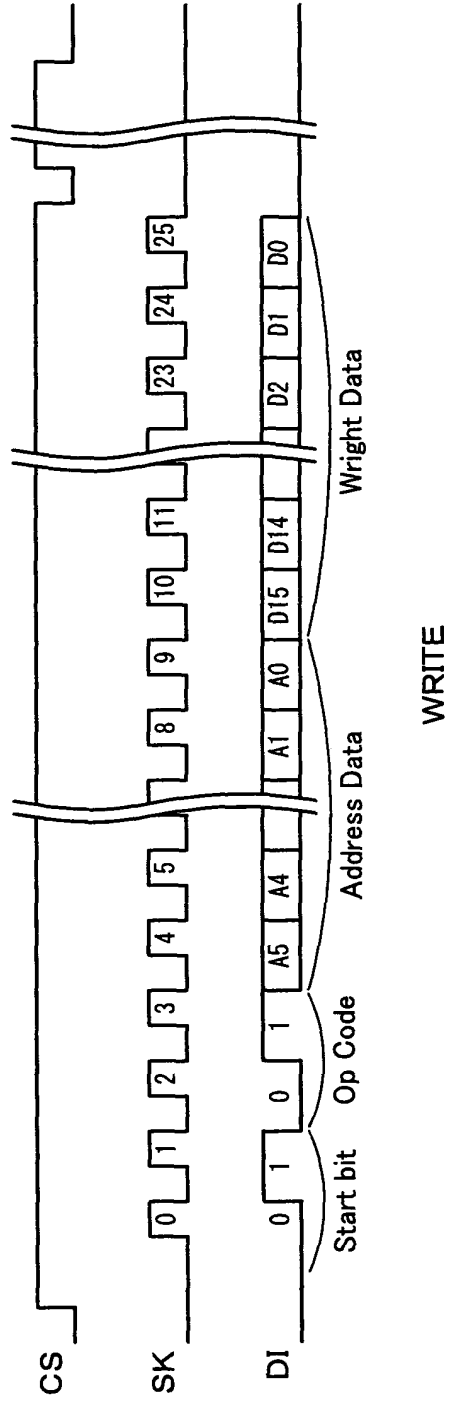 CS
SK 0 1 2 3 4 5 8 9 10 11 23 24 25
DI 0 1 0 1 A5 A4 A1 A0 D15 D14 D2 D1 D0
Start bit Op Code Address Data Wright Data
WRITE